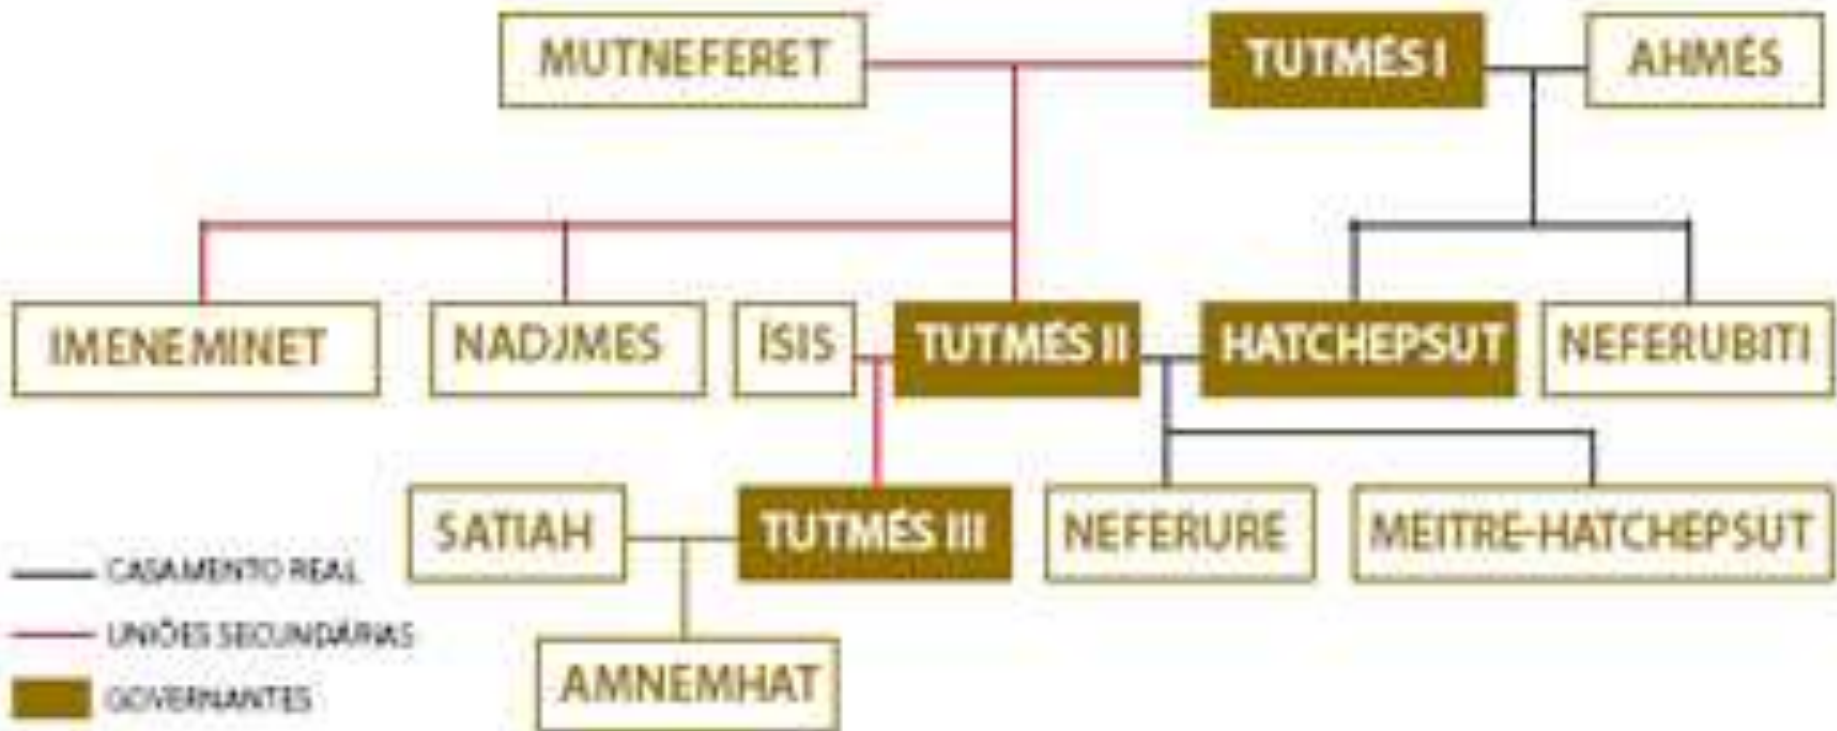 MUTNEFERET
TUTMÉS I
AHMÉS
IMENEMINET
NADJMES
ÍSIS
TUTMÉS II
HATCHEPSUT
NEFERUBITI
SATIAH
TUTMÉS III
NEFERURE
MEITRE-HATCHEPSUT
CASAMENTO REAL
UNIÕES SECUNDÁRIAS
AMNEMHAT
GOVERNANTES